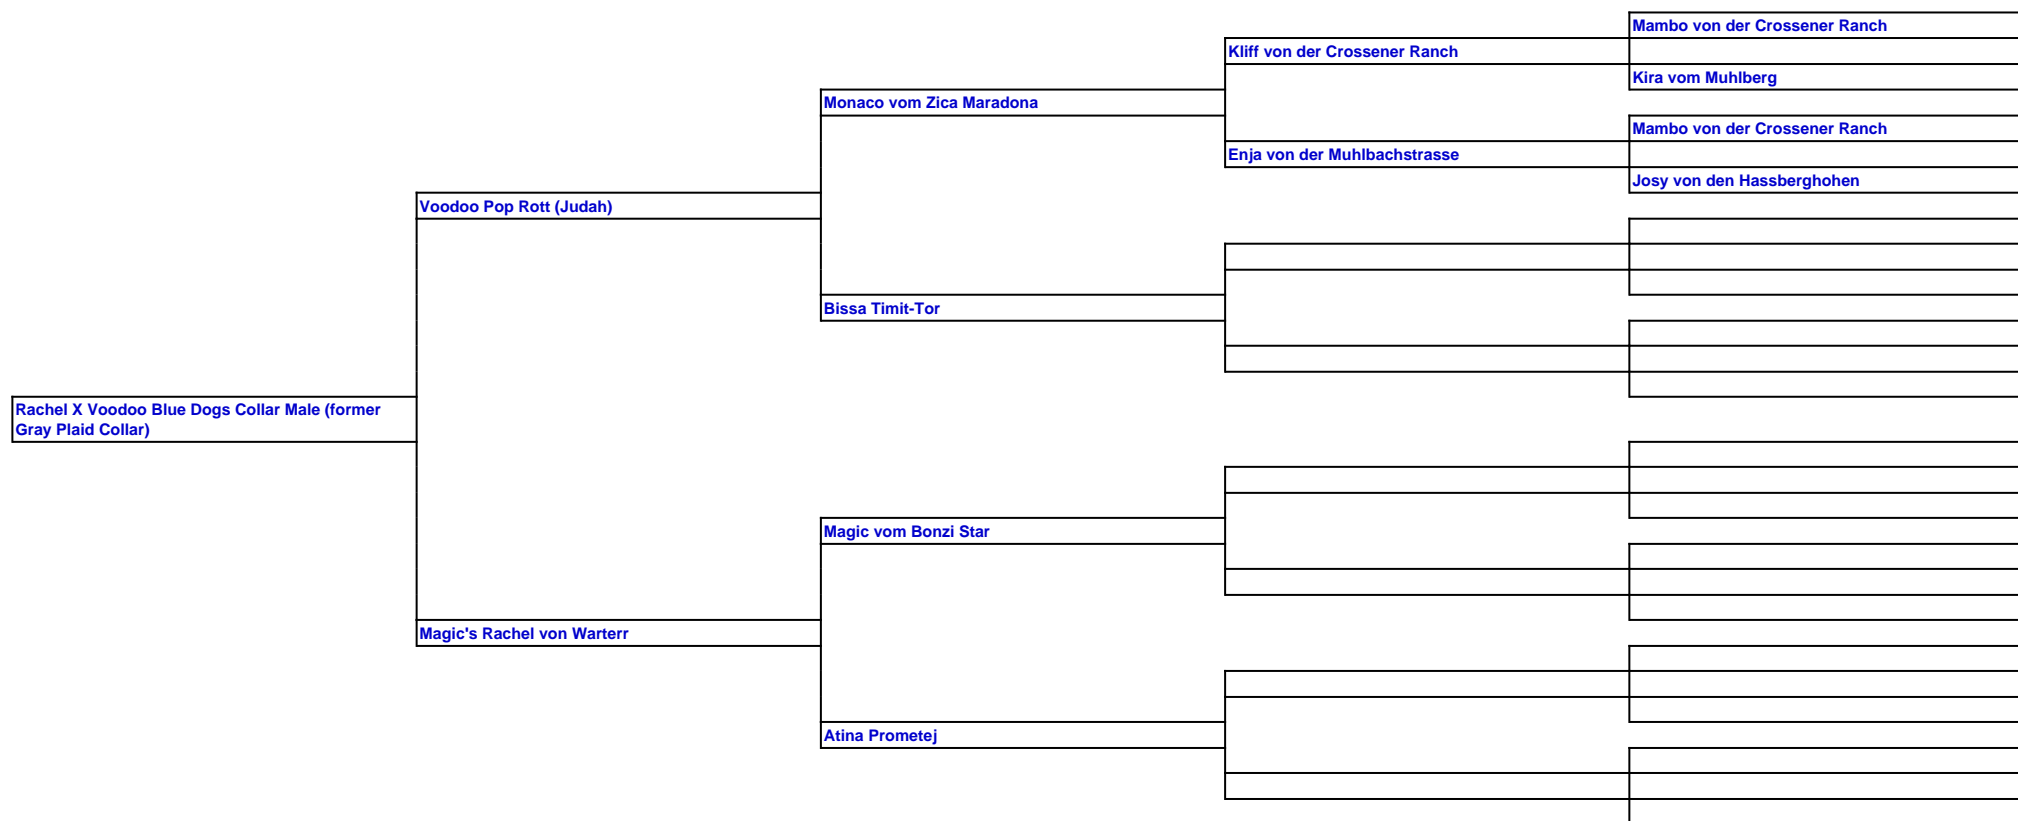 Mambo von der Crossener Ranch
Kliff von der Crossener Ranch
Kira vom Muhlberg
Monaco vom Zica Maradona
Mambo von der Crossener Ranch
Enja von der Muhlbachstrasse
Josy von den Hassberghohen
Voodoo Pop Rott (Judah)
Bissa Timit-Tor
Rachel X Voodoo Blue Dogs Collar Male (former
Gray Plaid Collar)
Magic vom Bonzi Star
Magic's Rachel von Warterr
Atina Prometej